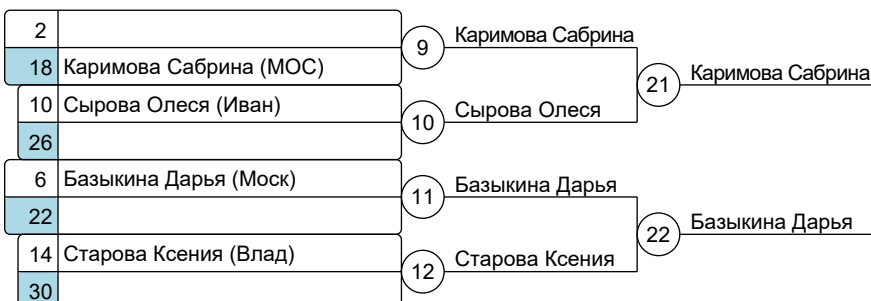 2
9 Каримова Сабрина
18 Каримова Сабрина (МОС)
21 Каримова Сабрина
10 Сырова Олеся (Иван)
10 Сырова Олеся
26
6 Базыкина Дарья (Моск)
11 Базыкина Дарья
22
22 Базыкина Дарья
14 Старова Ксения (Влад)
12 Старова Ксения
30